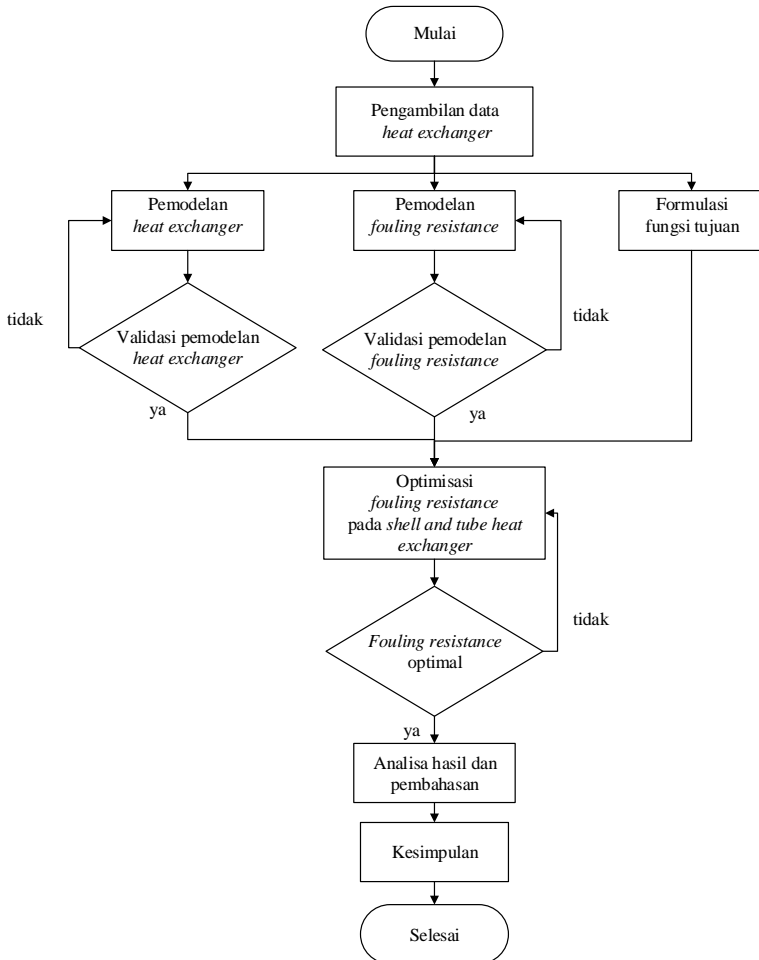 Mulai
Pengambilan data
heat exchanger
Pemodelan
heat exchanger
Pemodelan
fouling resistance
Formulasi
fungsi tujuan
tidak
Validasi pemodelan
heat exchanger
Validasi pemodelan
fouling resistance
tidak
ya
ya
Optimisasi
fouling resistance
pada shell and tube heat
exchanger
Fouling resistance
optimal
tidak
ya
Analisa hasil dan
pembahasan
Kesimpulan
Selesai